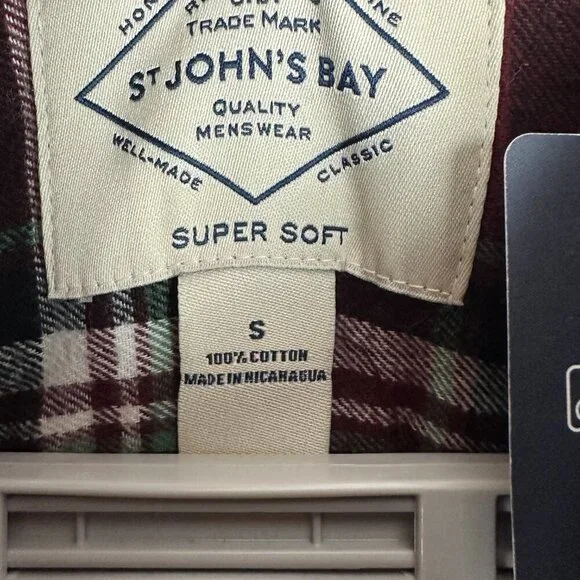 TRADE MARK
ST JOHN'S BAY
QUALITY
MENSWEAR
WELL-MADE
CLASSIC
SUPER SOFT
S
100% COTTON
MADE IN NICARAGUA